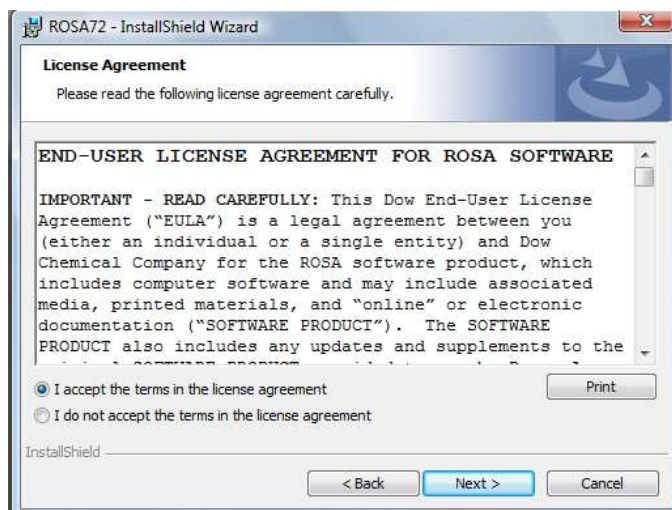 ROSA72 - InstallShield Wizard
License Agreement
Please read the following license agreement carefully.
END-USER LICENSE AGREEMENT FOR ROSA SOFTWARE
IMPORTANT - READ CAREFULLY: This Dow End-User License
Agreement (“EULA”) is a legal agreement between you
(either an individual or a single entity) and Dow
Chemical Company for the ROSA software product, which
includes computer software and may include associated
media, printed materials, and “online” or electronic
documentation (“SOFTWARE PRODUCT”).  The SOFTWARE
PRODUCT also includes any updates and supplements to the
I accept the terms in the license agreement
Print
I do not accept the terms in the license agreement
InstallShield
< Back
Next >
Cancel